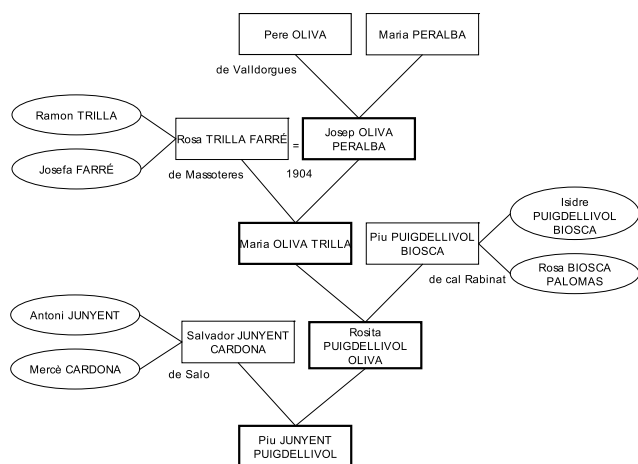 Pere OLIVA
Maria PERALBA
de Valldorgues
Ramon TRILLA
Josefa FARRÉ
Rosa TRILLA FARRÉ
=
Josep OLIVA
PERALBA
de Massoteres
1904
Maria OLIVA TRILLA
Piu PUIGDELLIVOL
BIOSCA
Isidre
PUIGDELLIVOL
BIOSCA
Rosa BIOSCA
PALOMAS
de cal Rabinat
Antoni JUNYENT
Mercè CARDONA
Salvador JUNYENT
CARDONA
de Salo
Rosita
PUIGDELLIVOL
OLIVA
Piu JUNYENT
PUIGDELLIVOL